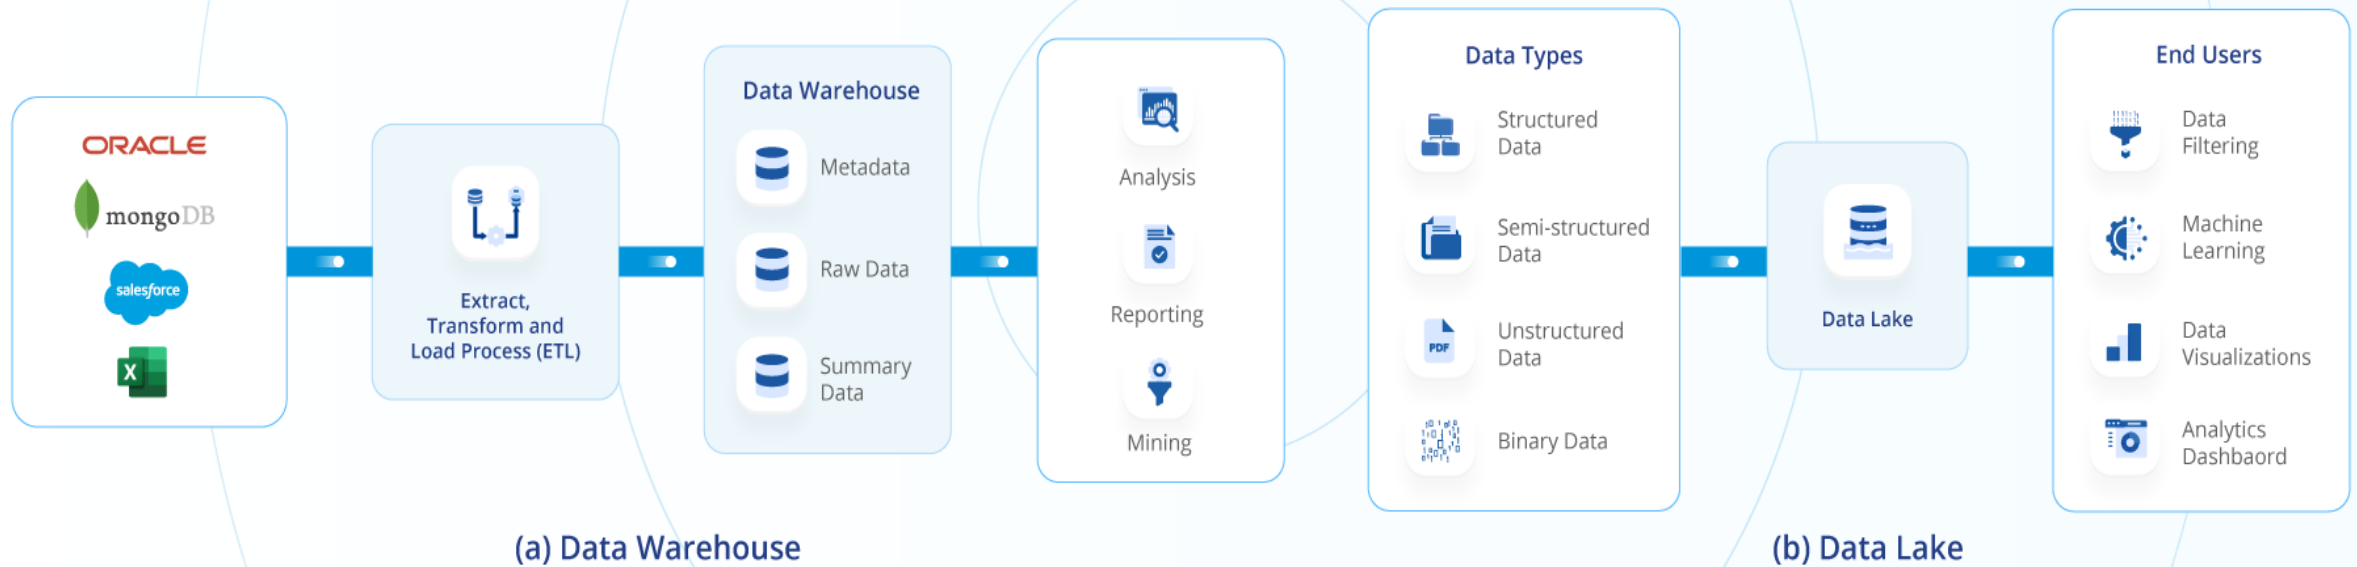 ORACLE
mongoDB
salesforce
X
Extract,
Transform and
Load Process (ETL)
Data Warehouse
Metadata
Raw Data
Summary
Data
Analysis
Reporting
Mining
(a) Data Warehouse
Data Types
Structured
Data
Semi-structured
Data
PDF
Unstructured
Data
Binary Data
Data Lake
End Users
Data
Filtering
Machine
Learning
Data
Visualizations
Analytics
Dashbaord
(b) Data Lake